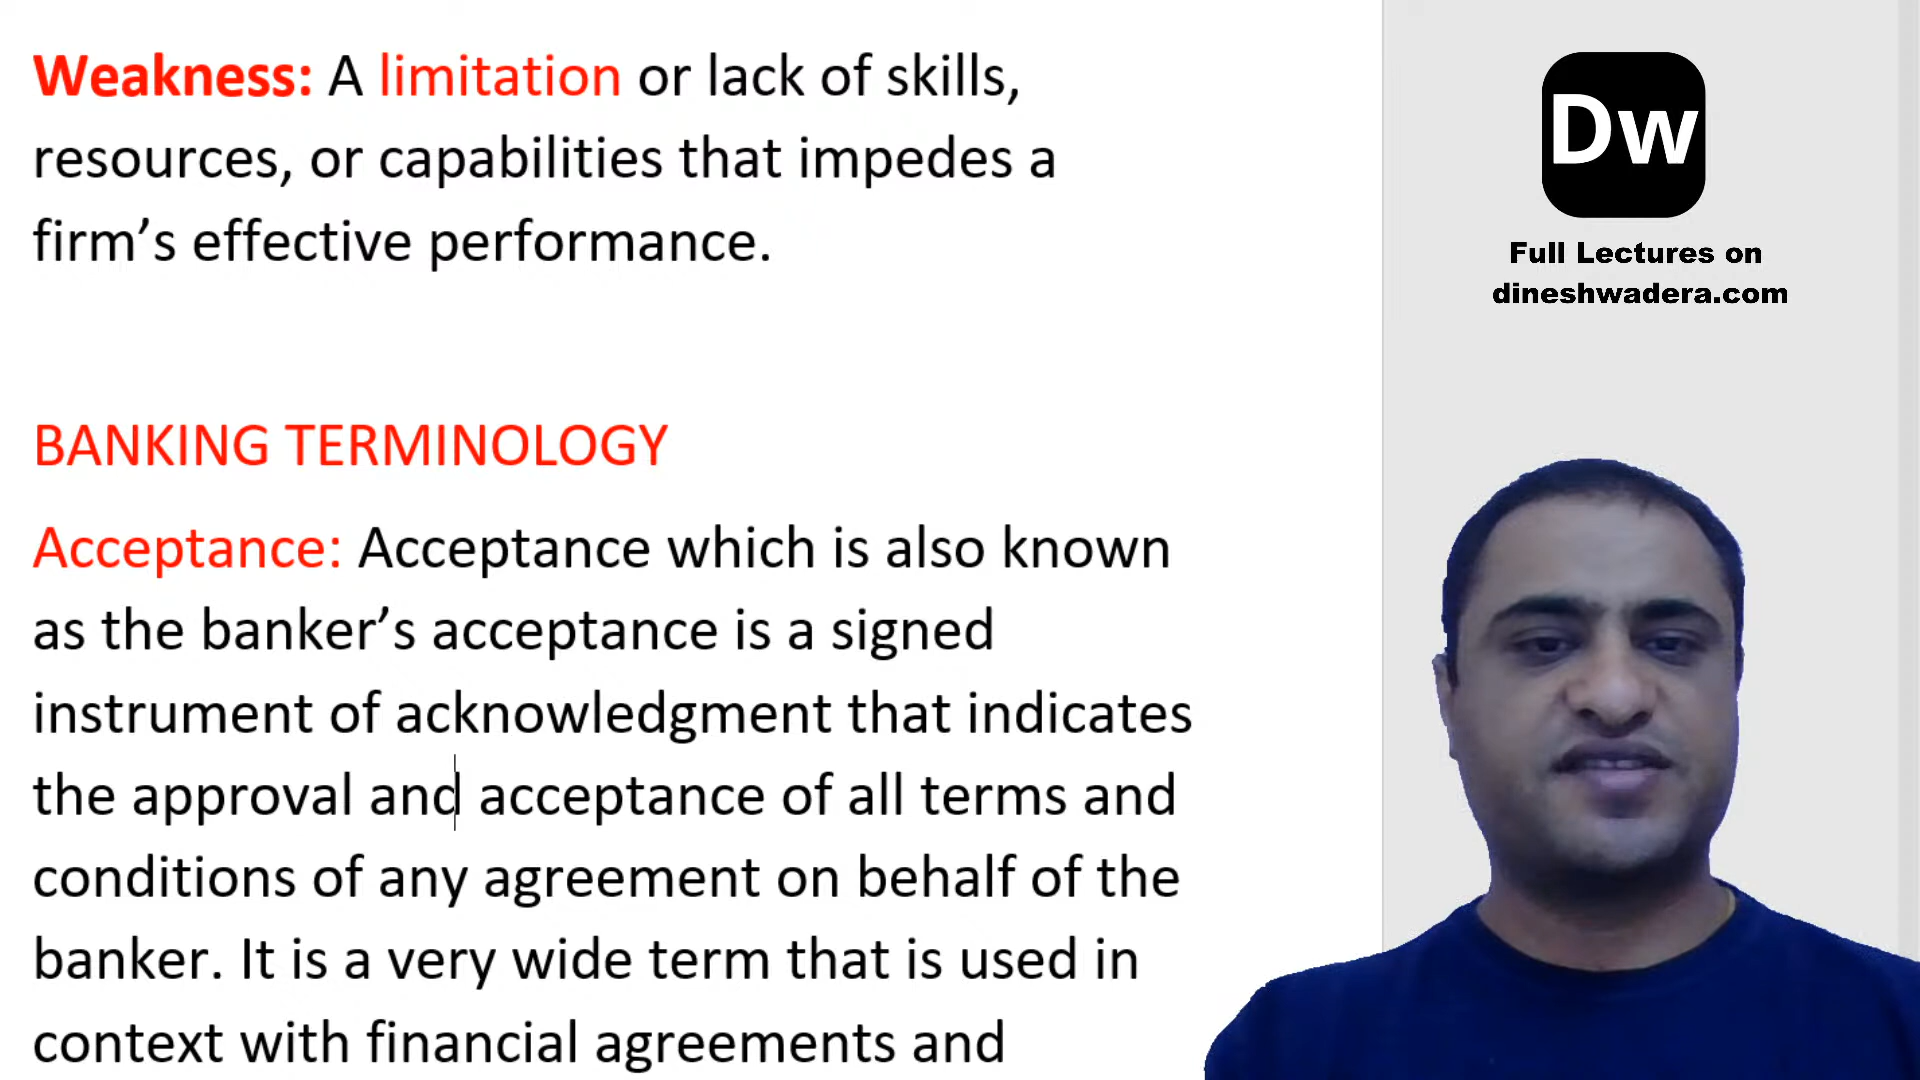 Weakness: A limitation or lack of skills,
resources, or capabilities that impedes a
firm’s effective performance.
BANKING TERMINOLOGY
Acceptance: Acceptance which is also known
as the banker’s acceptance is a signed
instrument of acknowledgment that indicates
the approval and acceptance of all terms and
conditions of any agreement on behalf of the
banker. It is a very wide term that is used in
context with financial agreements and
Dw
Full Lectures on
dineshwadera.com